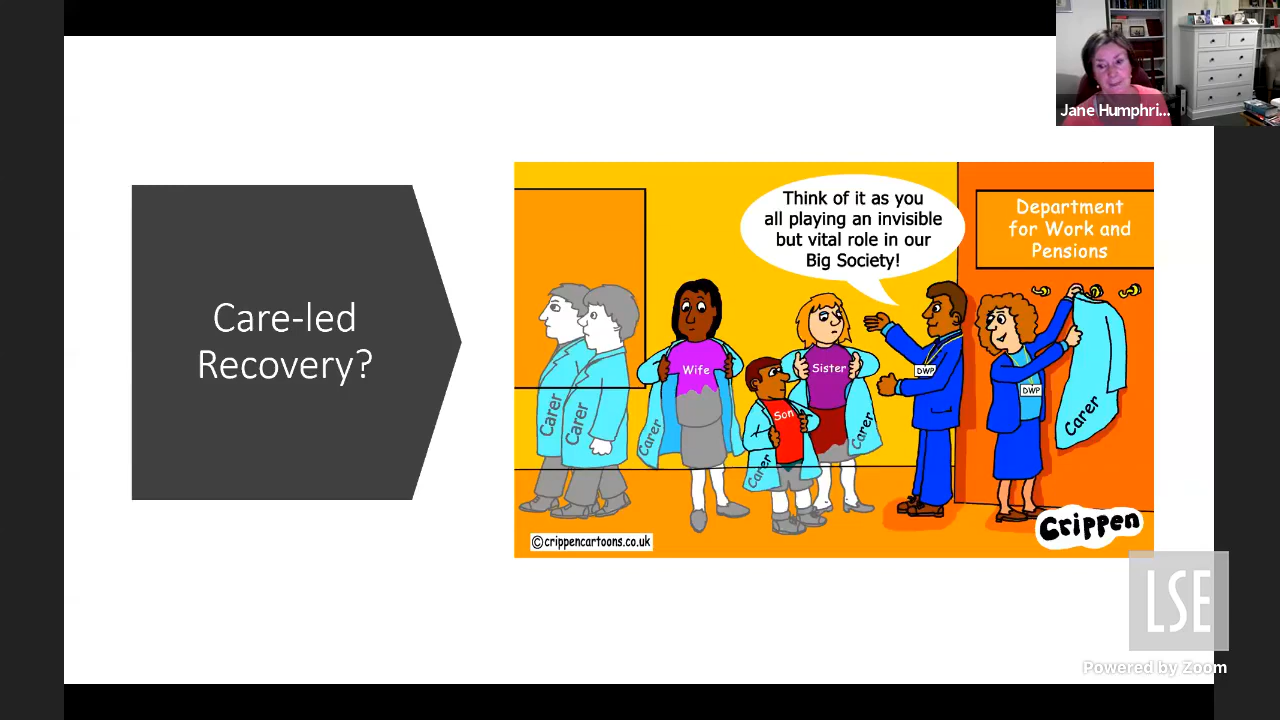 Jane Humphri...
Care-led
Recovery?
Think of it as you
all playing an invisible
but vital role in our
Big Society!
Department
for Work and
Pensions
Carer
Carer
Wife
Carer
Son
Carer
Sister
Carer
DWP
DWP
Carer
Crippen
©crippencartoons.co.uk
LSE
Powered by Zoom